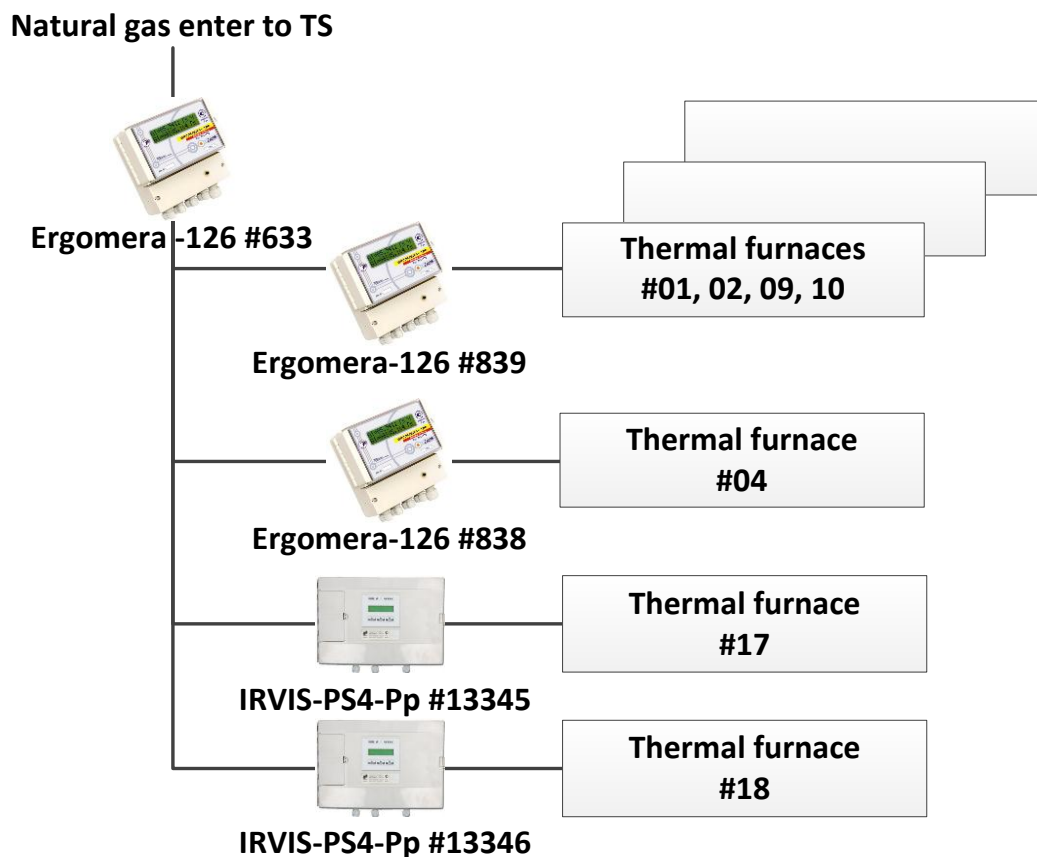 Natural gas enter to TS
Ergomera -126 #633
Thermal furnaces
#01, 02, 09, 10
Ergomera-126 #839
Thermal furnace
#04
Ergomera-126 #838
Thermal furnace
#17
IRVIS-PS4-Pp #13345
Thermal furnace
#18
IRVIS-PS4-Pp #13346